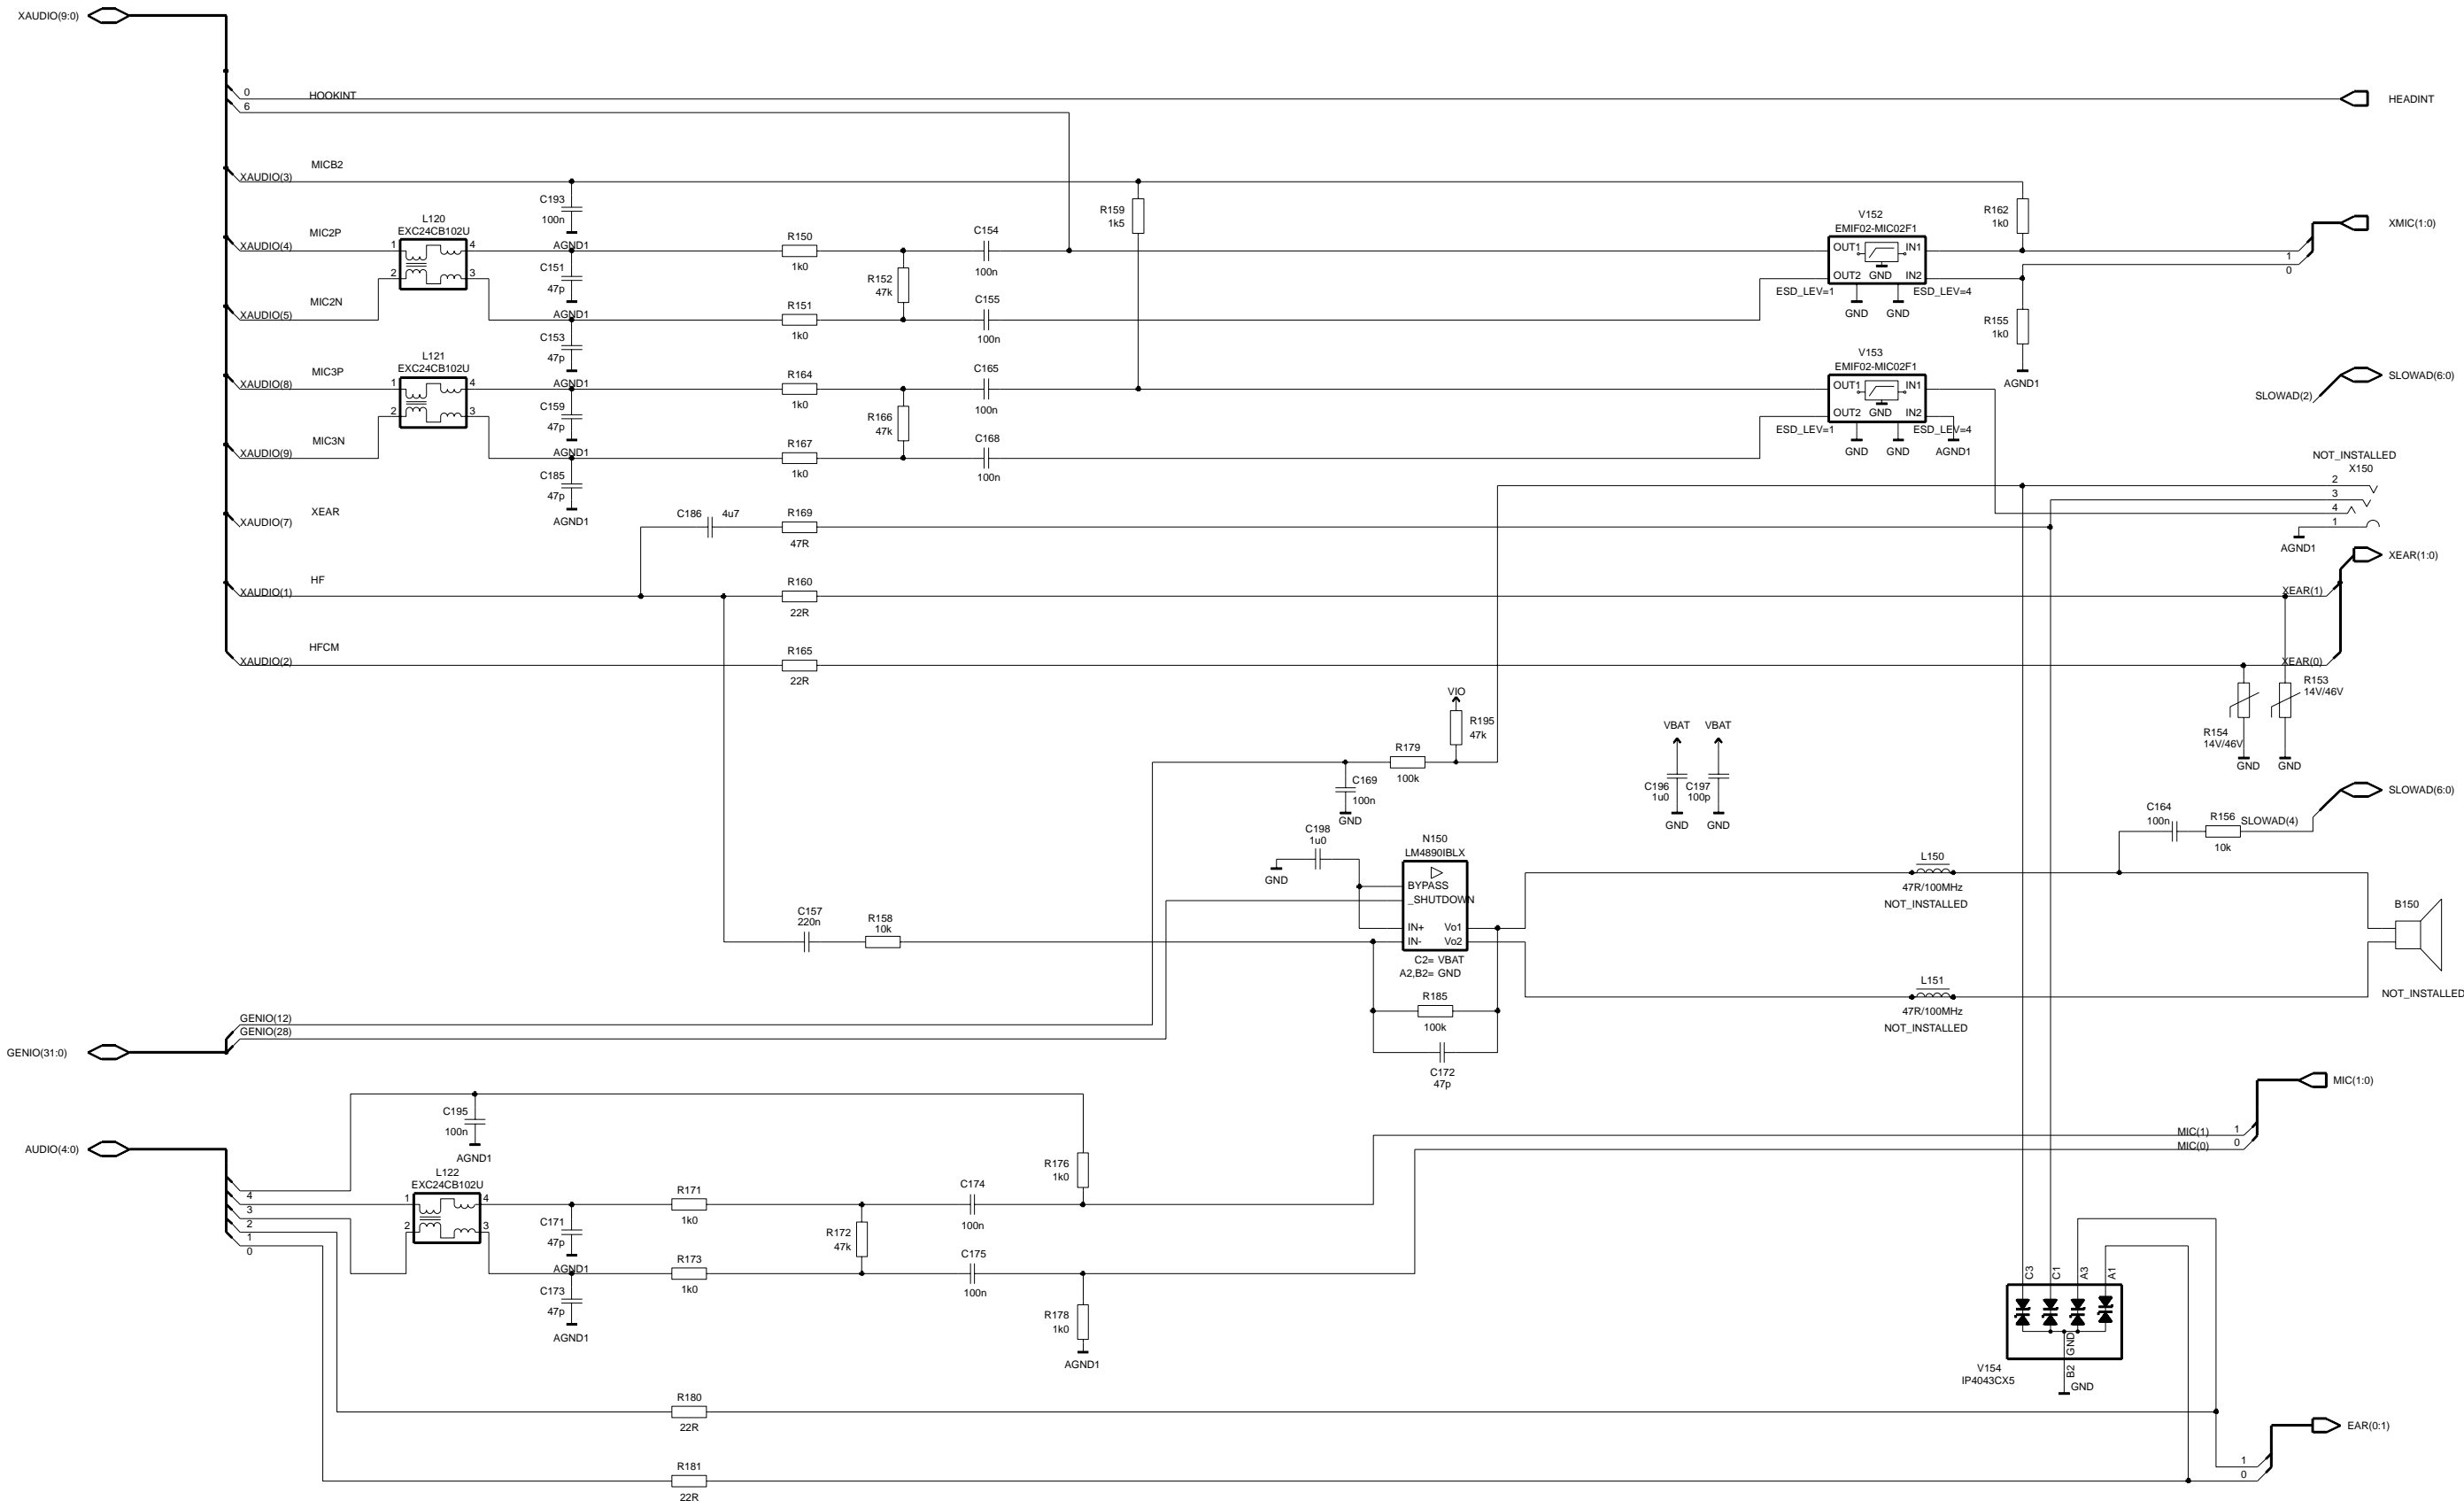 XAUDIO(9:0)
0 HOOKINT
6
HEADINT
MICB2
XAUDIO(3)
C193
100n
AGND1
R159
1k5
R162
1k0
L120
EXC24CB102U
MIC2P
XAUDIO(4)
1 4
2 3
C151
47p
AGND1
R150
1k0
R152
47k
C154
100n
V152
EMIF02-MIC02F1
OUT1 IN1
OUT2 GND IN2
ESD_LEV=1 ESD_LEV=4
GND GND
XMIC(1:0)
1
0
MIC2N
XAUDIO(5)
C153
47p
AGND1
R151
1k0
C155
100n
R155
1k0
AGND1
L121
EXC24CB102U
MIC3P
XAUDIO(8)
1 4
2 3
C159
47p
AGND1
R164
1k0
R166
47k
C165
100n
V153
EMIF02-MIC02F1
OUT1 IN1
OUT2 GND IN2
ESD_LEV=1 ESD_LEV=4
GND GND AGND1
SLOWAD(6:0)
SLOWAD(2)
MIC3N
XAUDIO(9)
C185
47p
AGND1
R167
1k0
C168
100n
NOT_INSTALLED
X150
2
3
4
1
AGND1
XEAR
XAUDIO(7)
C186 4u7
R169
47R
XEAR(1:0)
HF
XAUDIO(1)
R160
22R
XEAR(1)
HFCM
XAUDIO(2)
R165
22R
XEAR(0)
R153
14V/46V
R154
14V/46V
GND GND
VIO
R195
47k
R179
100k
C169
100n
GND
VBAT VBAT
C196
1u0
C197
100p
GND GND
SLOWAD(6:0)
C164
100n
R156
10k
SLOWAD(4)
C198
1u0
GND
N150
LM4890IBLX
BYPASS
_SHUTDOWN
IN+ Vo1
IN- Vo2
C2= VBAT
A2,B2= GND
L150
47R/100MHz
NOT_INSTALLED
C157
220n
R158
10k
B150
NOT_INSTALLED
L151
47R/100MHz
NOT_INSTALLED
R185
100k
C172
47p
GENIO(12)
GENIO(28)
GENIO(31:0)
MIC(1:0)
C195
100n
AGND1
AUDIO(4:0)
MIC(1) 1
MIC(0) 0
4
3
2
1
0
L122
EXC24CB102U
1 4
2 3
C171
47p
AGND1
R171
1k0
R172
47k
C174
100n
R176
1k0
C173
47p
AGND1
R173
1k0
C175
100n
R178
1k0
AGND1
C3 C1 A3 A1
GND
B2
GND
V154
IP4043CX5
R180
22R
EAR(0:1)
1
0
R181
22R